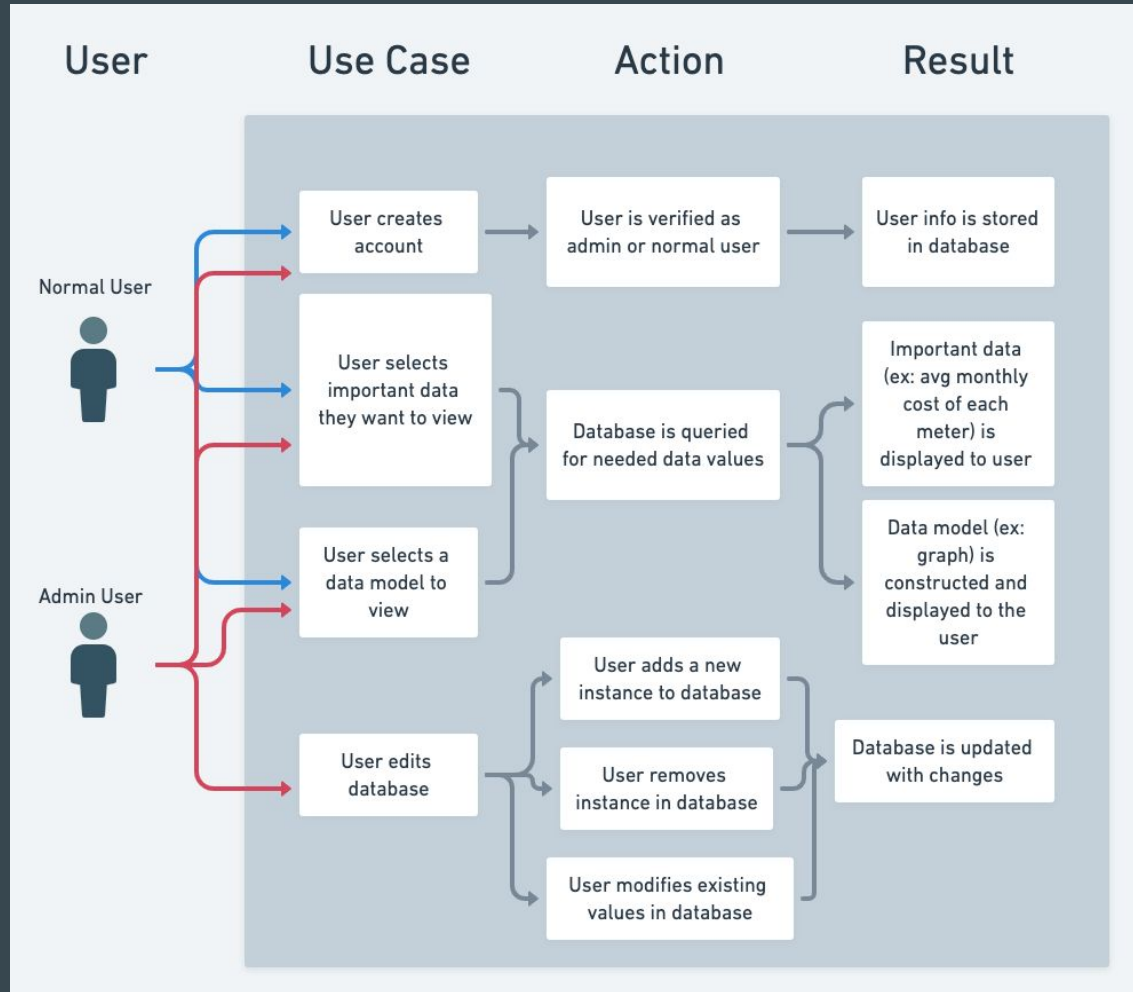 User
Use Case
Action
Result
Normal User
Admin User
User creates
account
User is verified as
admin or normal user
User info is stored
in database
User selects
important data
they want to view
Database is queried
for needed data values
Important data
(ex: avg monthly
cost of each
meter) is
displayed to user
User selects a
data model to
view
Data model (ex:
graph) is
constructed and
displayed to the
user
User edits
database
User adds a new
instance to database
User removes
instance in database
User modifies existing
values in database
Database is updated
with changes